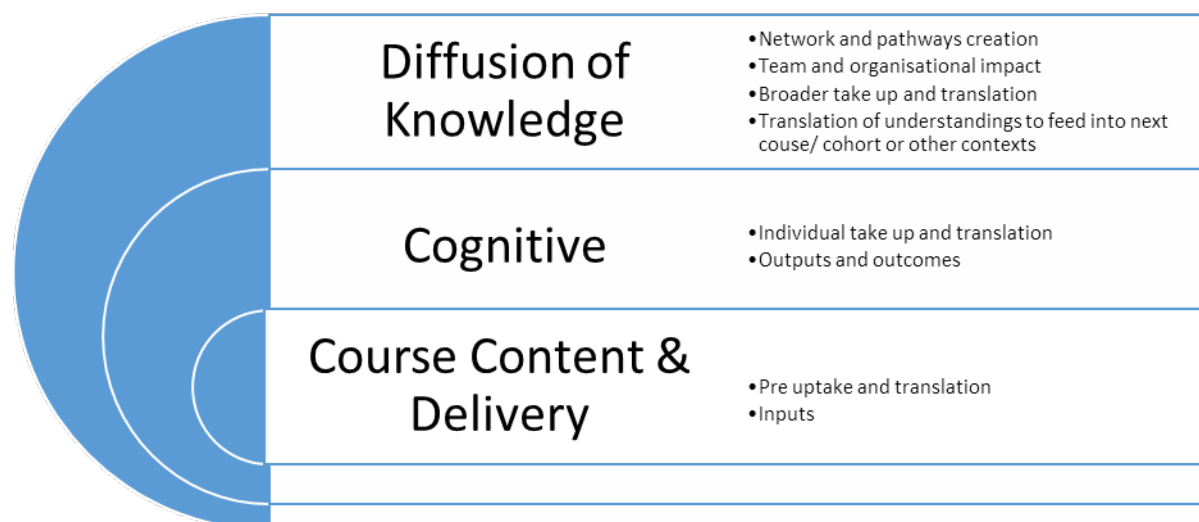 Diffusion of
Knowledge
•Network and pathways creation
•Team and organisational impact
•Broader take up and translation
•Translation of understandings to feed into next
couse/ cohort or other contexts
Cognitive
•Individual take up and translation
•Outputs and outcomes
Course Content &
Delivery
•Pre uptake and translation
•Inputs